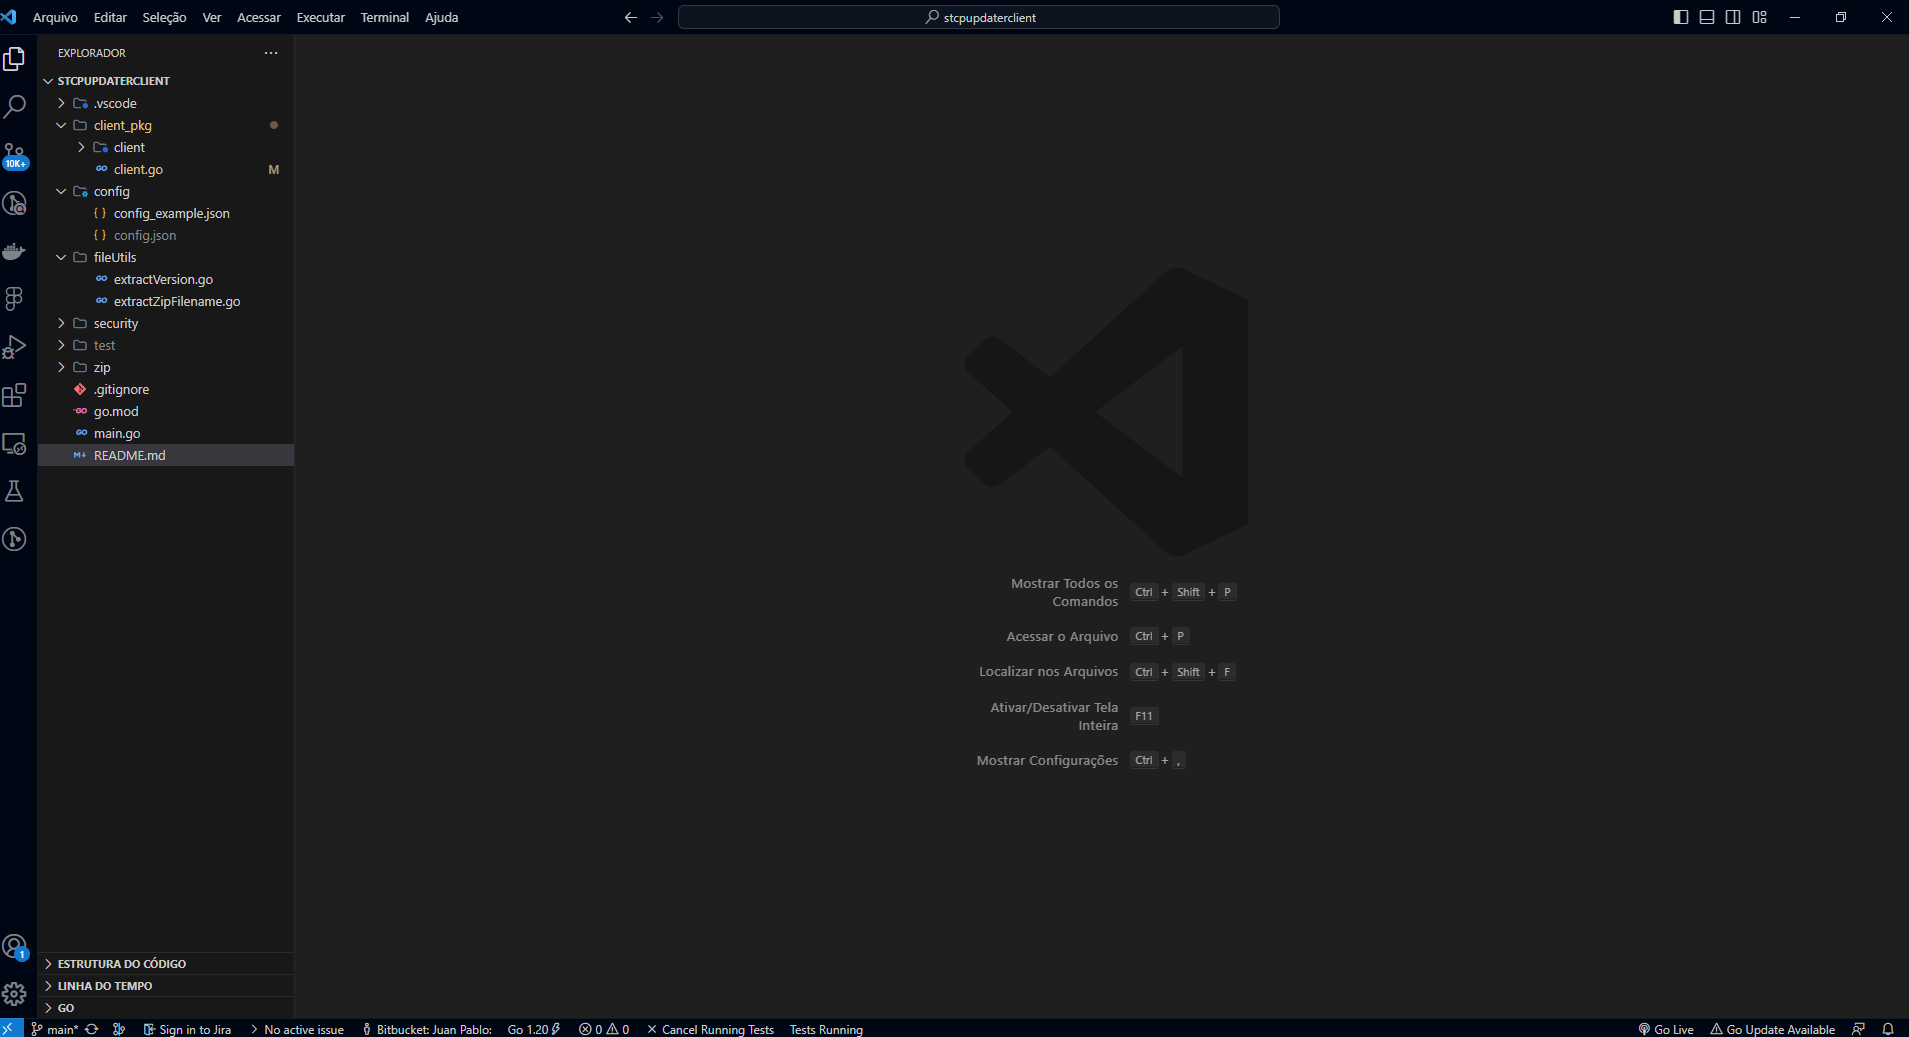 Arquivo Editar Seleção Ver Acessar Executar Terminal Ajuda stcpupdaterclient
EXPLORADOR
STCPUPDATERCLIENT
.vscode
client_pkg
client
client.go M
config
config_example.json
config.json
fileUtils
extractVersion.go
extractZipFilename.go
security
test
zip
.gitignore
go.mod
main.go
README.md
10K+
Mostrar Todos os
Comandos
Ctrl + Shift + P
Acessar o Arquivo Ctrl + P
Localizar nos Arquivos Ctrl + Shift + F
Ativar/Desativar Tela
Inteira
F11
Mostrar Configurações Ctrl + ,
1
ESTRUTURA DO CÓDIGO
LINHA DO TEMPO
GO
main* Sign in to Jira No active issue Bitbucket: Juan Pablo: Go 1.20 0 0 Cancel Running Tests Tests Running Go Live Go Update Available